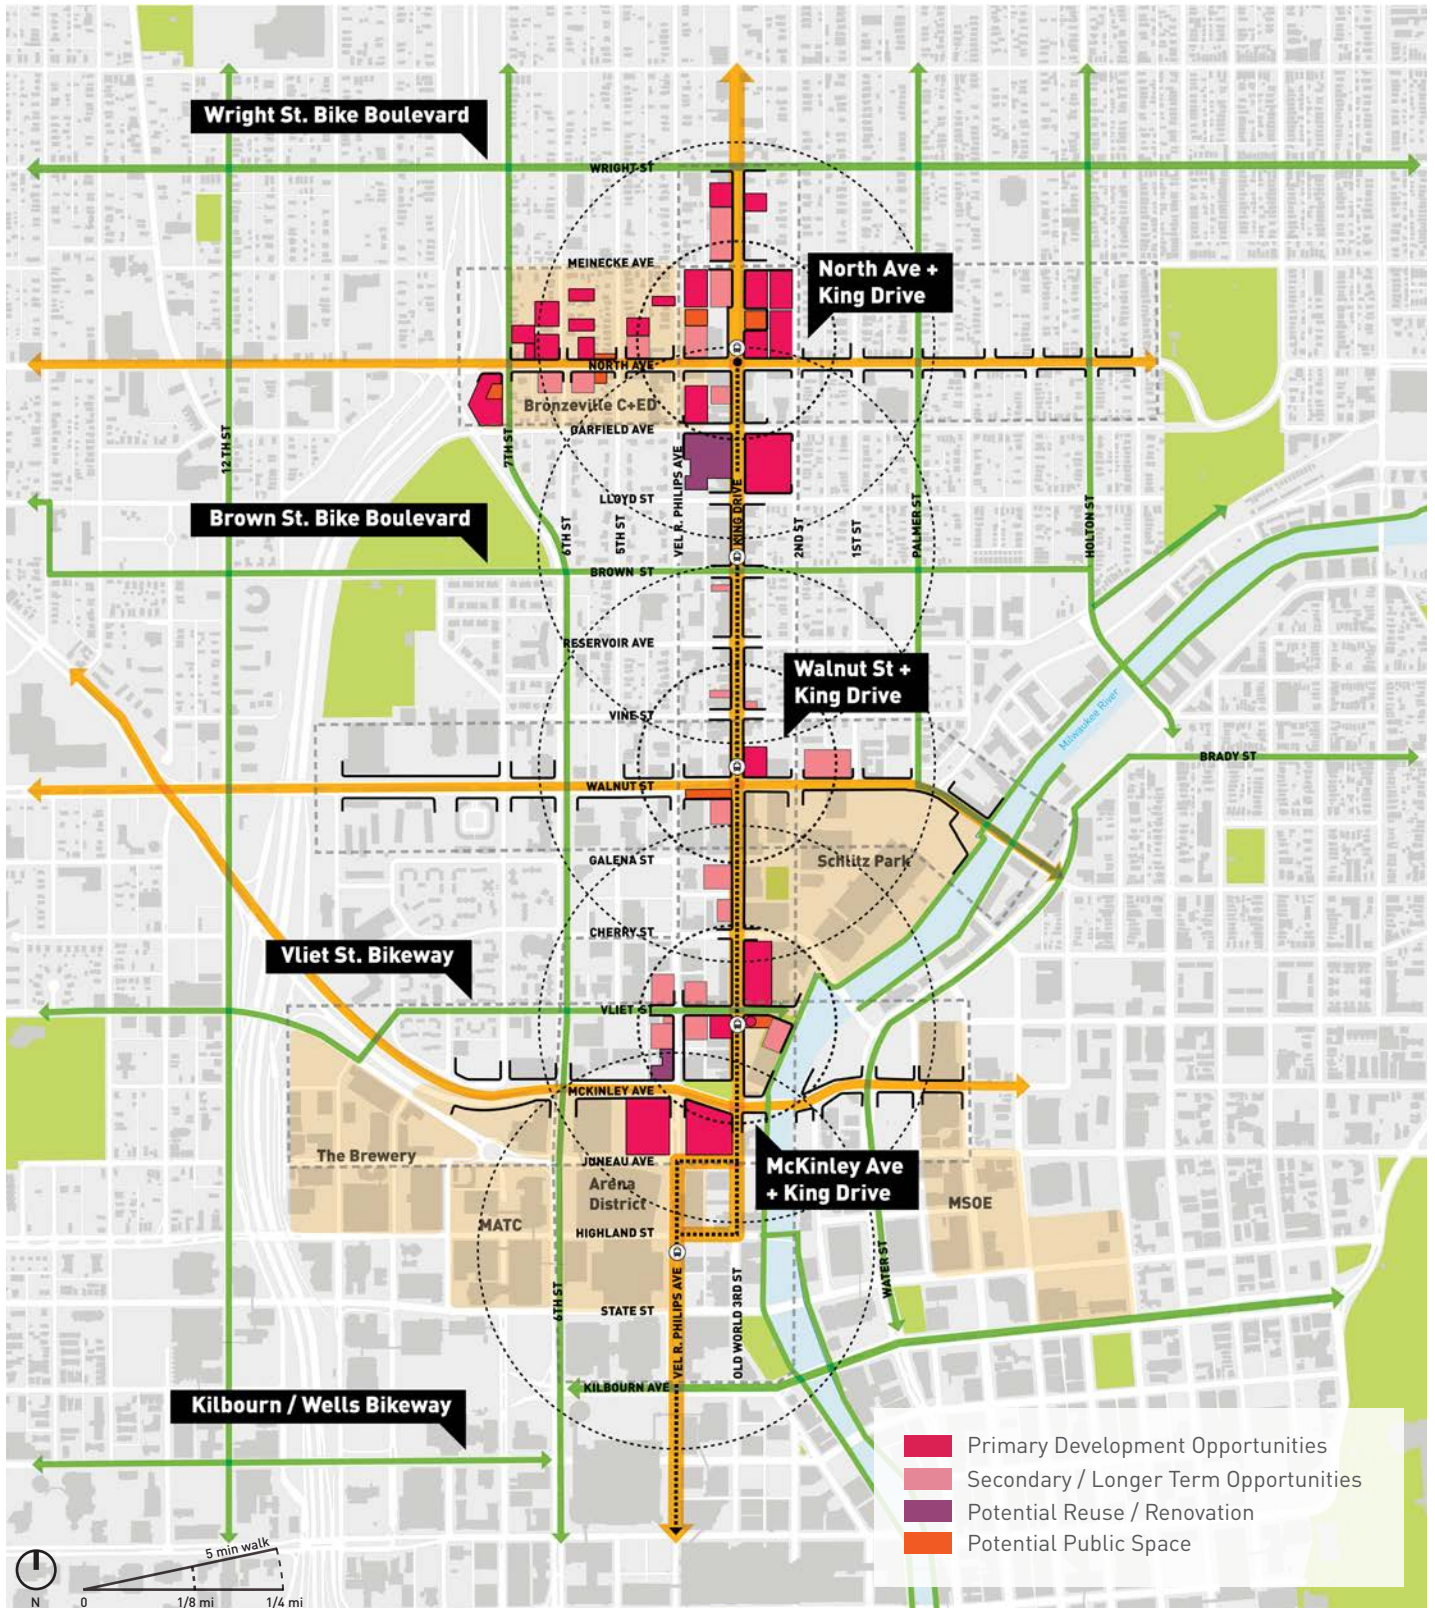 Wright St. Bike Boulevard
WRIGHT ST
MEINECKE AVE
North Ave +
King Drive
NORTH AVE
Bronzeville C+ED
GARFIELD AVE
12 TH ST
7TH ST
VEL R. PHILIPS AVE
KING DRIVE
LLOYD ST
Brown St. Bike Boulevard
6TH ST
5TH ST
2ND ST
1ST ST
PALMER ST
HOLTON ST
BROWN ST
RESERVOIR AVE
Walnut St +
King Drive
VINE ST
Milwaukee River
BRADY ST
WALNUT ST
GALENA ST
Schlitz Park
CHERRY ST
Vliet St. Bikeway
VLIET ST
MCKINLEY AVE
The Brewery
JUNEAU AVE
McKinley Ave
+ King Drive
Arena
District
MATC
MSOE
HIGHLAND ST
WATER ST
6TH ST
STATE ST
VEL R. PHILIPS AVE
OLD WORLD 3RD ST
KILBOURN AVE
Kilbourn / Wells Bikeway
Primary Development Opportunities
Secondary / Longer Term Opportunities
Potential Reuse / Renovation
Potential Public Space
5 min walk
N
0
1/8 mi
1/4 mi